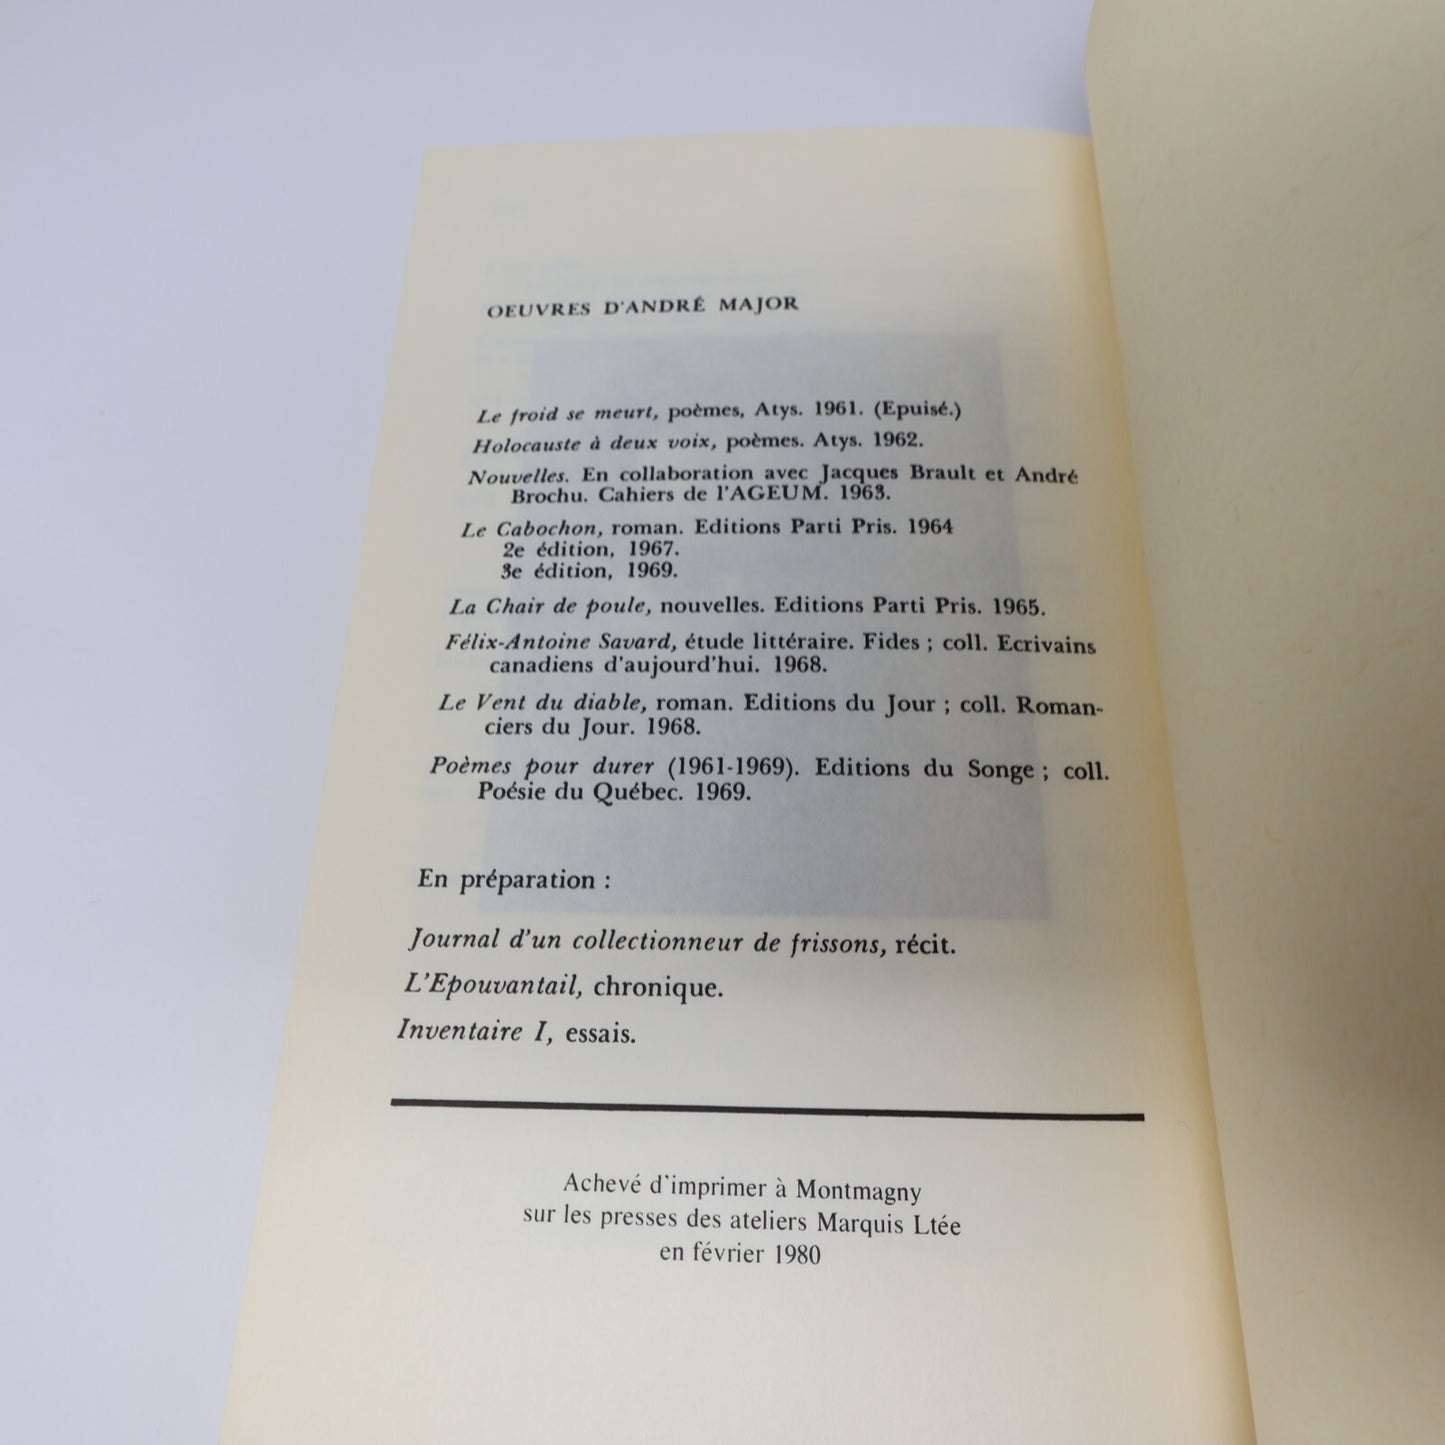 OEUVRES D'ANDRÉ MAJOR
Le froid se meurt, poèmes, Atys. 1961. (Epuisé.)
Holocauste à deux voix, poèmes. Atys. 1962.
Nouvelles. En collaboration avec Jacques Brault et André
Brochu. Cahiers de l'AGEUM. 1963.
Le Cabochon, roman. Editions Parti Pris. 1964
2e édition, 1967.
3e édition, 1969.
La Chair de poule, nouvelles. Editions Parti Pris. 1965.
Félix-Antoine Savard, étude littéraire. Fides ; coll. Ecrivains
canadiens d'aujourd'hui. 1968.
Le Vent du diable, roman. Editions du Jour ; coll. Roman-
ciers du Jour. 1968.
Poèmes pour durer (1961-1969). Editions du Songe ; coll.
Poésie du Québec. 1969.
En préparation :
Journal d'un collectionneur de frissons, récit.
L'Epouvantail, chronique.
Inventaire I, essais.
Achevé d'imprimer à Montmagny
sur les presses des ateliers Marquis Ltée
en février 1980